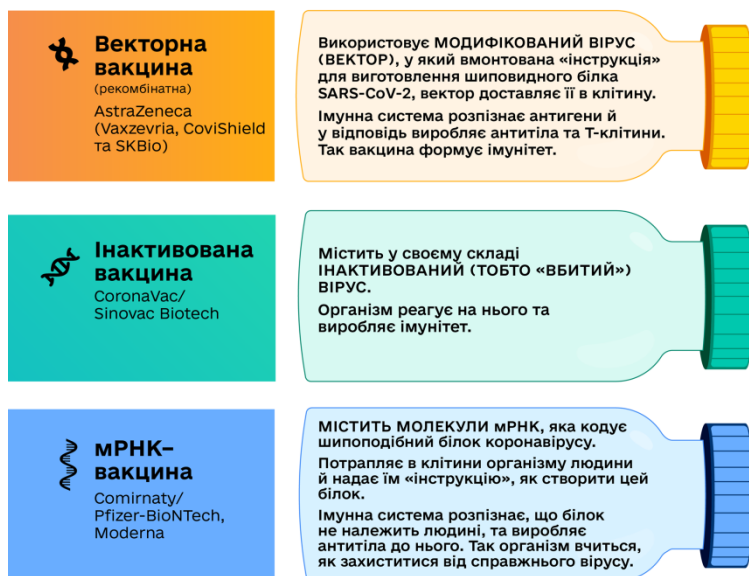 Векторна
вакцина
(рекомбінатна)
AstraZeneca
(Vaxzevria, CoviShield
та SKBio)
Використовує МОДИФІКОВАНИЙ ВІРУС
(ВЕКТОР), у який вмонтована «інструкція»
для виготовлення шиповидного білка
SARS-CoV-2, вектор доставляє її в клітину.
Імунна система розпізнає антигени й
у відповідь виробляє антитіла та Т-клітини.
Так вакцина формує імунітет.
Інактивована
вакцина
CoronaVac/
Sinovac Biotech
Містить у своєму складі
ІНАКТИВОВАНИЙ (ТОБТО «ВБИТИЙ»)
ВІРУС.
Організм реагує на нього та
виробляє імунітет.
мРНК–
вакцина
Comirnaty/
Pfizer-BioNTech,
Moderna
МІСТИТЬ МОЛЕКУЛИ мРНК, яка кодує
шипоподібний білок коронавірусу.
Потрапляє в клітини організму людини
й надає їм «інструкцію», як створити цей
білок.
Імунна система розпізнає, що білок
не належить людині, та виробляє
антитіла до нього. Так організм вчиться,
як захиститися від справжнього вірусу.